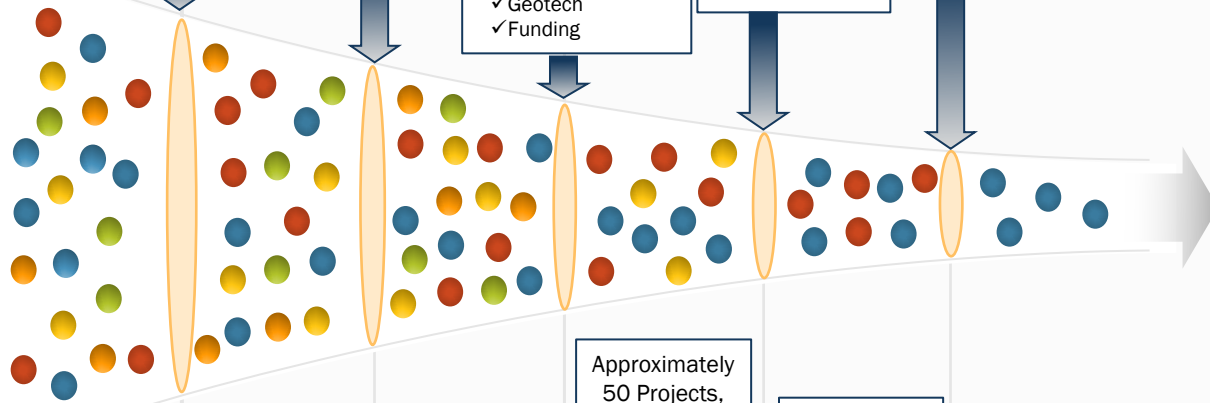 ✓Geotech
✓Funding
Approximately
50 Projects,